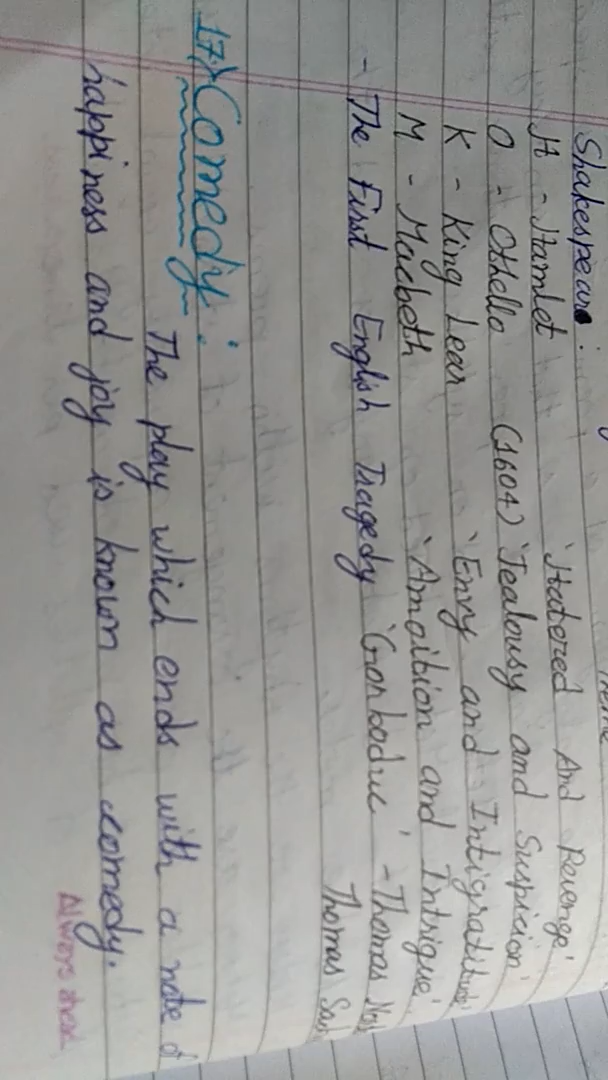 Shakespeare:
H - Hamlet 'Hatered And Revenge'
O - Othello (1604) 'Jealousy and Suspicion'
K - King Lear 'Envy and Intigratitude'
M - Macbeth 'Amoition and Intrigue'
- The First English Tragedy 'Gorboduc' - Thomas
Thomas
17) Comedy:
The play which ends with a note of
happiness and joy is known as comedy.
Always ahead